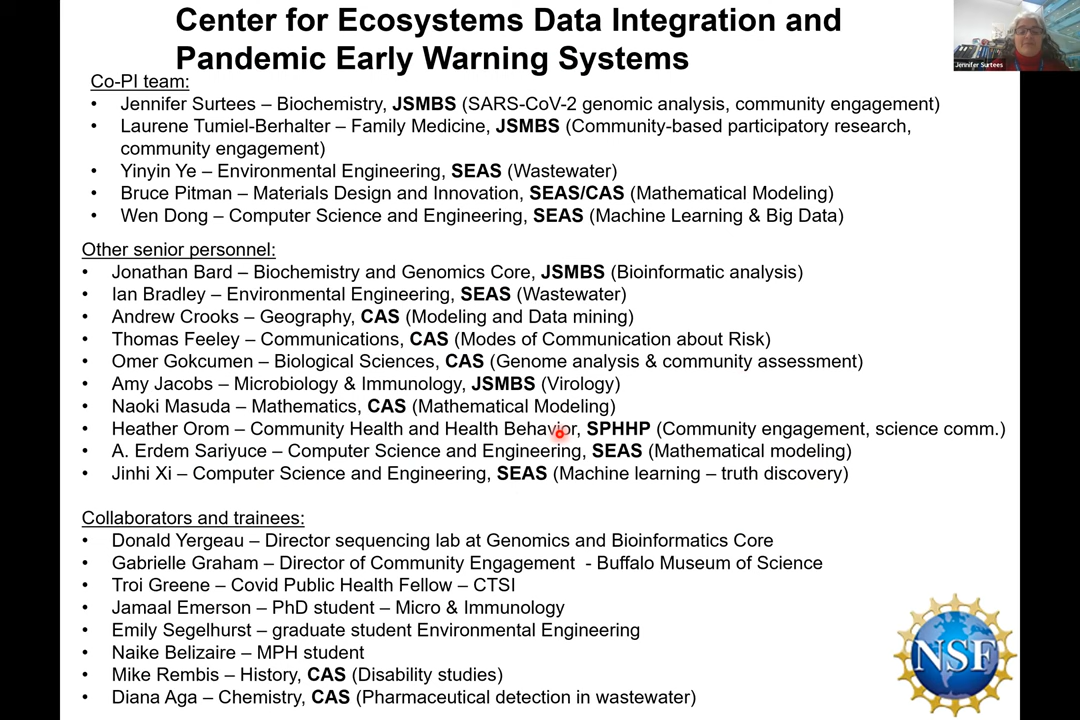 Center for Ecosystems Data Integration and
Pandemic Early Warning Systems
Jennifer Surtees
Co-PI team:
• Jennifer Surtees – Biochemistry, JSMBS (SARS-CoV-2 genomic analysis, community engagement)
• Laurene Tumiel-Berhalter – Family Medicine, JSMBS (Community-based participatory research,
community engagement)
• Yinyin Ye – Environmental Engineering, SEAS (Wastewater)
• Bruce Pitman – Materials Design and Innovation, SEAS/CAS (Mathematical Modeling)
• Wen Dong – Computer Science and Engineering, SEAS (Machine Learning & Big Data)
Other senior personnel:
• Jonathan Bard – Biochemistry and Genomics Core, JSMBS (Bioinformatic analysis)
• Ian Bradley – Environmental Engineering, SEAS (Wastewater)
• Andrew Crooks – Geography, CAS (Modeling and Data mining)
• Thomas Feeley – Communications, CAS (Modes of Communication about Risk)
• Omer Gokcumen – Biological Sciences, CAS (Genome analysis & community assessment)
• Amy Jacobs – Microbiology & Immunology, JSMBS (Virology)
• Naoki Masuda – Mathematics, CAS (Mathematical Modeling)
• Heather Orom – Community Health and Health Behavior, SPHHP (Community engagement, science comm.)
• A. Erdem Sariyuce – Computer Science and Engineering, SEAS (Mathematical modeling)
• Jinhi Xi – Computer Science and Engineering, SEAS (Machine learning – truth discovery)
Collaborators and trainees:
• Donald Yergeau – Director sequencing lab at Genomics and Bioinformatics Core
• Gabrielle Graham – Director of Community Engagement - Buffalo Museum of Science
• Troi Greene – Covid Public Health Fellow – CTSI
• Jamaal Emerson – PhD student – Micro & Immunology
• Emily Segelhurst – graduate student Environmental Engineering
• Naike Belizaire – MPH student
• Mike Rembis – History, CAS (Disability studies)
• Diana Aga – Chemistry, CAS (Pharmaceutical detection in wastewater)
NSF